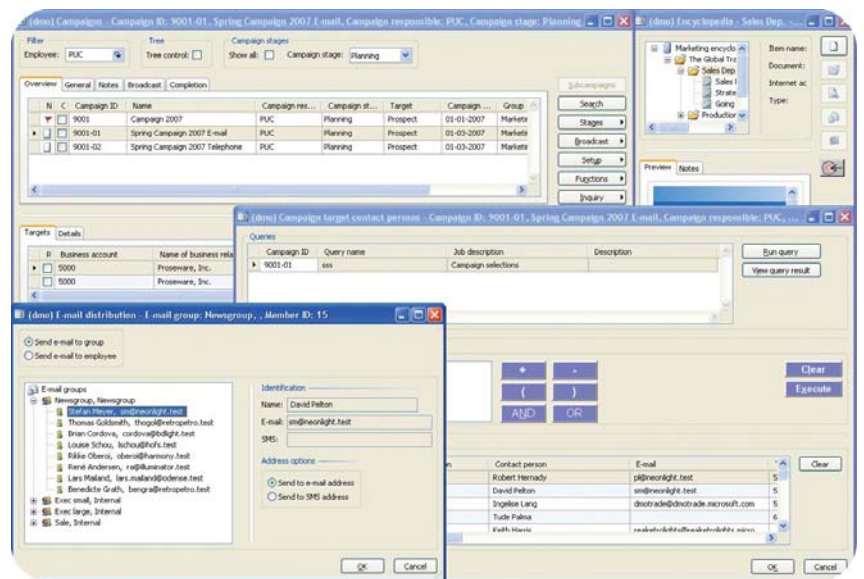 (dmo) Campaigns - Campaign ID: 9001-01, Spring Campaign 2007 E-mail, Campaign responsible: PUC, Campaign stage: Planning
Filter
Tree
Campaign stages
Employee: PUC
Tree control:
Show all:
Campaign stage: Planning
Overview General Notes Broadcast Completion
N C Campaign ID Name Campaign res... Campaign st... Target Campaign ... Group
9001 Campaign 2007 PUC Planning Prospect 01-01-2007 Marketir
9001-01 Spring Campaign 2007 E-mail PUC Planning Prospect 01-03-2007 Marketir
9001-02 Spring Campaign 2007 Telephone PUC Planning Prospect 01-03-2007 Marketir
Subcampaigns
Search
Stages
Broadcast
Setup
Functions
Inquiry
(dmo) Encyclopedia - Sales Dep. -...
Marketing encyclo
The Global Tra
Sales Dep
Sales
Strate
Going
Production
Item name:
Document:
Internet ac
Type:
Preview Notes
Targets Details
R Business account Name of business rela
5000 Proseware, Inc.
5000 Proseware, Inc.
(dmo) Campaign target contact persons - Campaign ID: 9001-01, Spring Campaign 2007 E-mail, Campaign responsible: PUC, ...
Queries
Campaign ID Query name Job description Description
9001-01 sss Campaign selections
Run query
View query result
+ -
( )
AND OR
Clear
Execute
Contact person E-mail
Robert Hernady pl@neonlight.test 5
David Pelton sm@neonlight.test 5
Ingelise Lang dmotrade@dmotrade.microsoft.com 5
Tude Palma 6
Keith Harris
Clear
OK Cancel
(dmo) E-mail distribution - E-mail group: Newsgroup, , Member ID: 15
Send e-mail to group
Send e-mail to employee
E-mail groups
Newsgroup, Newsgroup
Stefan Meyer, sm@neonlight.test
Thomas Goldsmith, thogol@retropetro.test
Brian Cordova, cordova@bdlight.test
Louise Schou, lschou@hofs.test
Rikke Oberoi, oberoi@harmony.test
René Andersen, ra@illuminator.test
Lars Mailand, lars.mailand@odense.test
Benedicte Grath, bengra@retropetro.test
Exec small, Internal
Exec large, Internal
Sale, Internal
Identification
Name: David Pelton
E-mail: sm@neonlight.test
SMS:
Address options
Send to e-mail address
Send to SMS address
OK Cancel